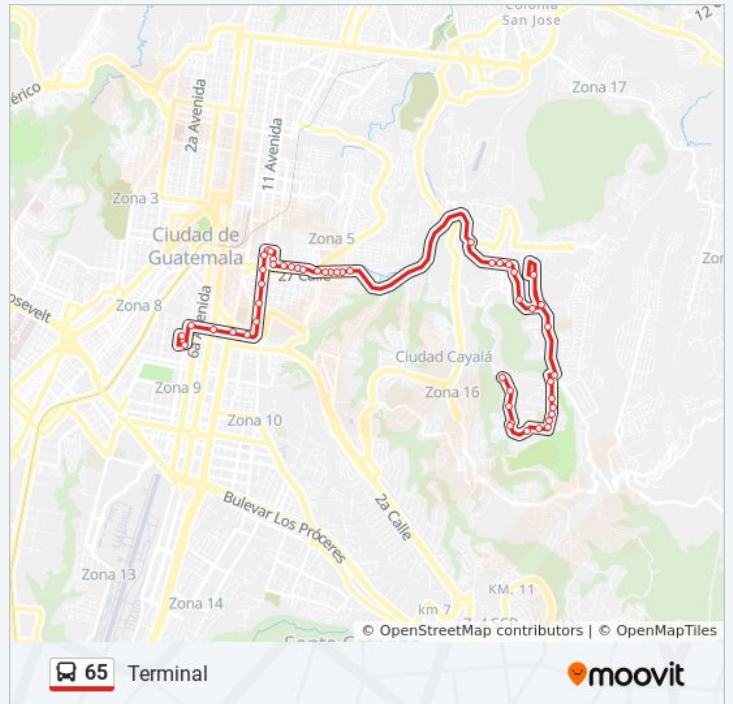 12 C
Colonia
San Jose
Zona 17
érico
2a Avenida
11 Avenida
Zona 3
Ciudad de
Guatemala
Zona 5
Zon
27 Calle
oosevelt
Zona 8
6a Avenida
Ciudad Cayalá
Zona 9
Zona 16
Zona 10
Bulevar Los Próceres
2a Calle
Zona 13
Zona 14
KM. 11
km 7
© OpenStreetMap contributors | © OpenMapTiles
65 Terminal
moovit